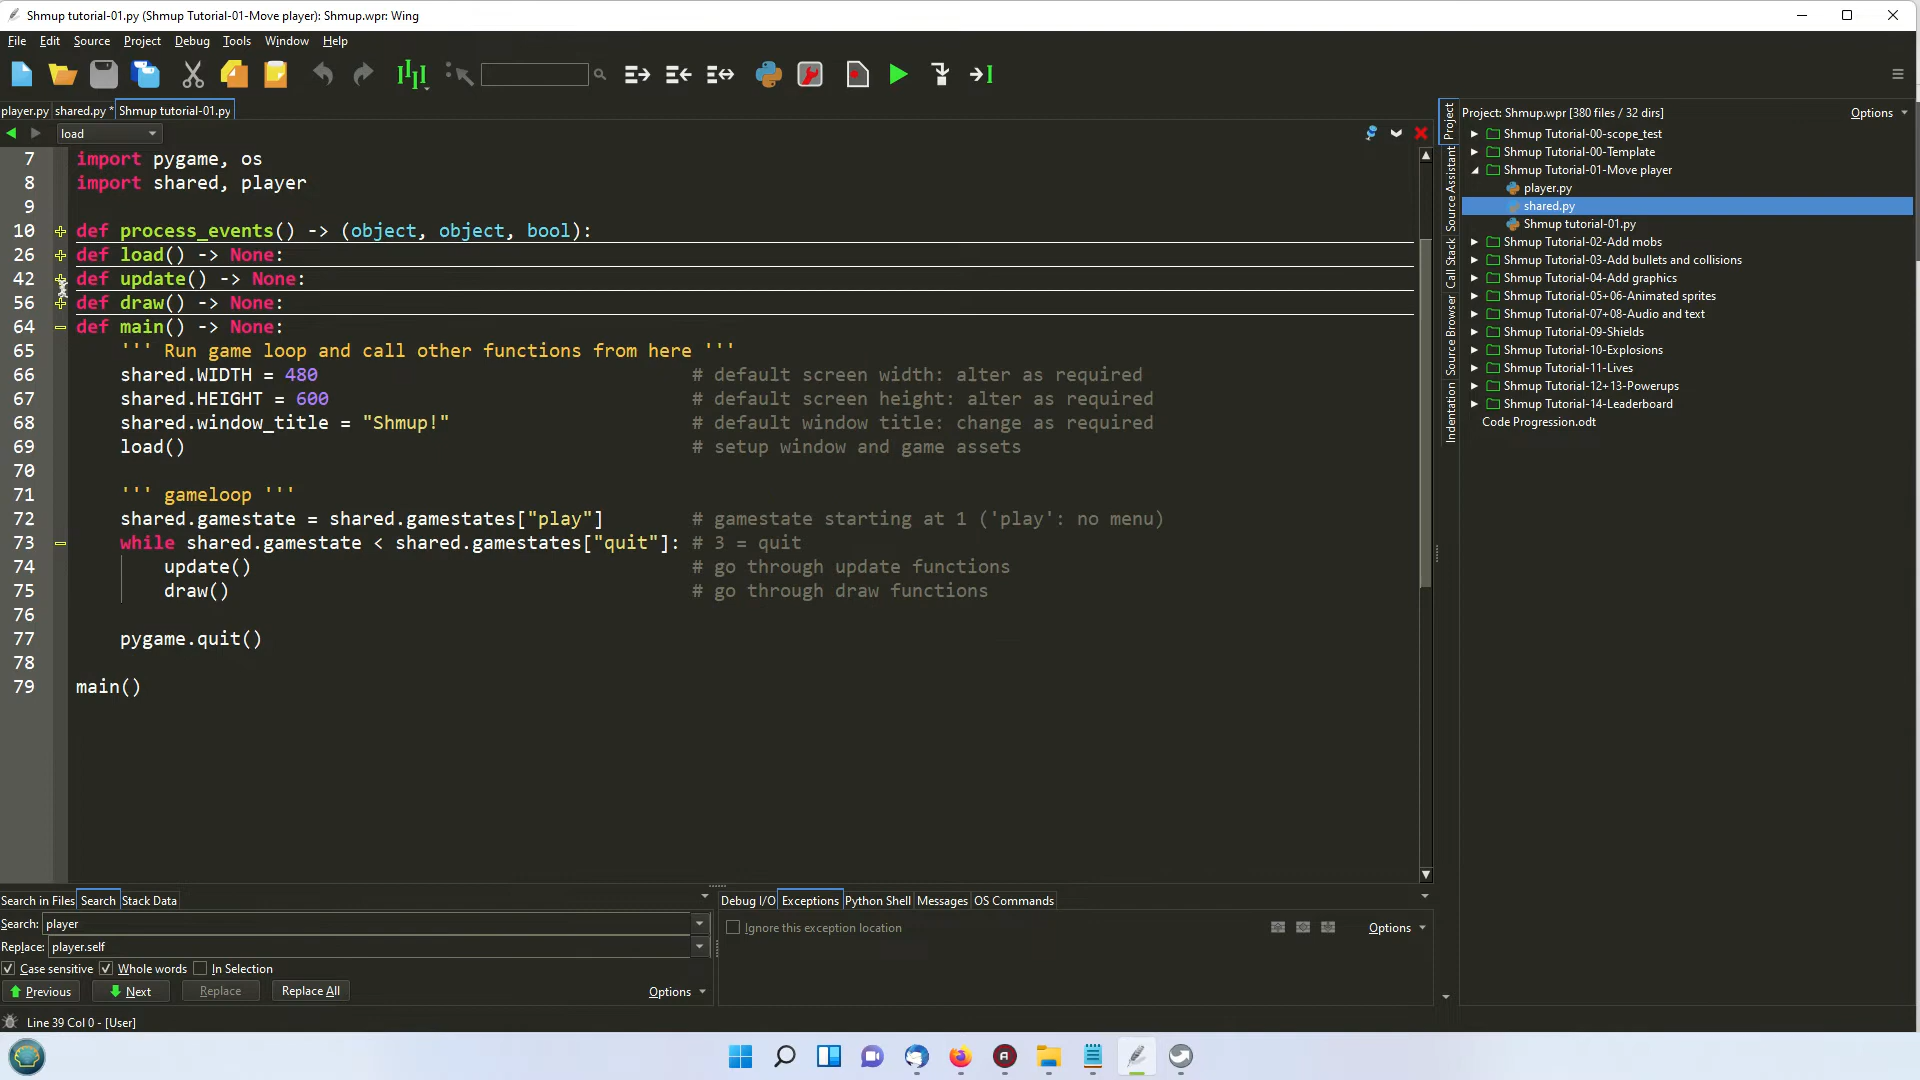 Shmup tutorial-01.py (Shmup Tutorial-01-Move player): Shmup.wpr: Wing
File Edit Source Project Debug Tools Window Help
player.py shared.py * Shmup tutorial-01.py
load
7 import pygame, os
8 import shared, player
9
10 def process_events() -> (object, object, bool):
26 def load() -> None:
42 def update() -> None:
56 def draw() -> None:
64 def main() -> None:
65 ''' Run game loop and call other functions from here '''
66 shared.WIDTH = 480 # default screen width: alter as required
67 shared.HEIGHT = 600 # default screen height: alter as required
68 shared.window_title = "Shmup!" # default window title: change as required
69 load() # setup window and game assets
70
71 ''' gameloop '''
72 shared.gamestate = shared.gamestates["play"] # gamestate starting at 1 ('play': no menu)
73 while shared.gamestate < shared.gamestates["quit"]: # 3 = quit
74 update() # go through update functions
75 draw() # go through draw functions
76
77 pygame.quit()
78
79 main()
Project
Source Assistant
Call Stack
Source Browser
Indentation
Project: Shmup.wpr [380 files / 32 dirs] Options
Shmup Tutorial-00-scope_test
Shmup Tutorial-00-Template
Shmup Tutorial-01-Move player
player.py
shared.py
Shmup tutorial-01.py
Shmup Tutorial-02-Add mobs
Shmup Tutorial-03-Add bullets and collisions
Shmup Tutorial-04-Add graphics
Shmup Tutorial-05+06-Animated sprites
Shmup Tutorial-07+08-Audio and text
Shmup Tutorial-09-Shields
Shmup Tutorial-10-Explosions
Shmup Tutorial-11-Lives
Shmup Tutorial-12+13-Powerups
Shmup Tutorial-14-Leaderboard
Code Progression.odt
Search in Files Search Stack Data
Search: player
Replace: player.self
Case sensitive Whole words In Selection
Previous Next Replace Replace All Options
Debug I/O Exceptions Python Shell Messages OS Commands
Ignore this exception location Options
Line 39 Col 0 - [User]